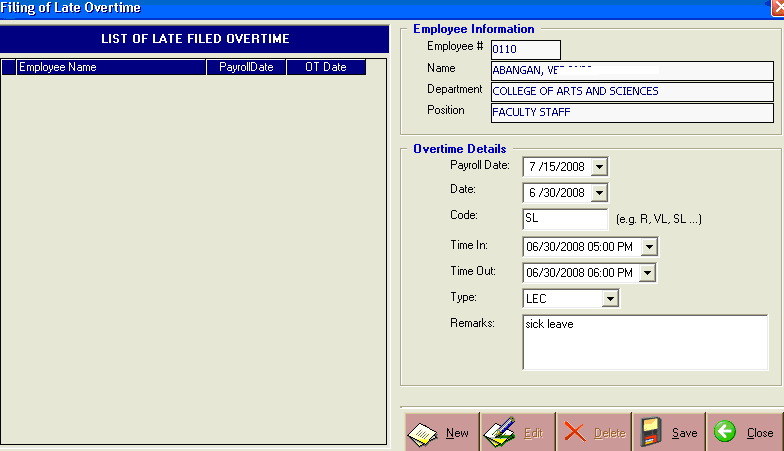 Filing of Late Overtime
LIST OF LATE FILED OVERTIME
Employee Name PayrollDate OT Date
Employee Information
Employee # 0110
Name ABANGAN,
Department COLLEGE OF ARTS AND SCIENCES
Position FACULTY STAFF
Overtime Details
Payroll Date: 7 /15/2008
Date: 6 /30/2008
Code: SL (e.g. R, VL, SL ...)
Time In: 06/30/2008 05:00 PM
Time Out: 06/30/2008 06:00 PM
Type: LEC
Remarks: sick leave
New Edit Delete Save Close